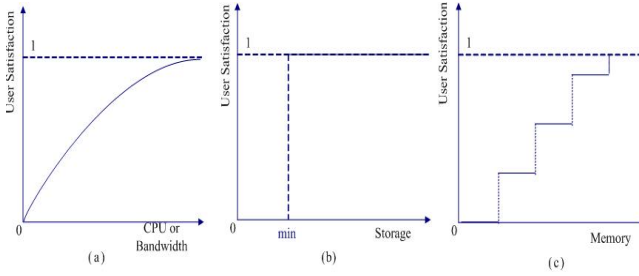 User Satisfaction
1
0
CPU or
Bandwidth
(a)
User Satisfaction
1
0
min
Storage
(b)
User Satisfaction
1
0
Memory
(c)